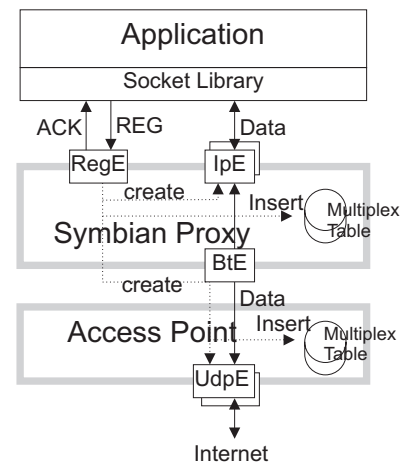 Application
Socket Library
ACK
REG
Data
RegE
IpE
create
Insert
Multiplex
Table
Symbian Proxy
BtE
create
Data
Access Point
Insert
Multiplex
Table
UdpE
Internet